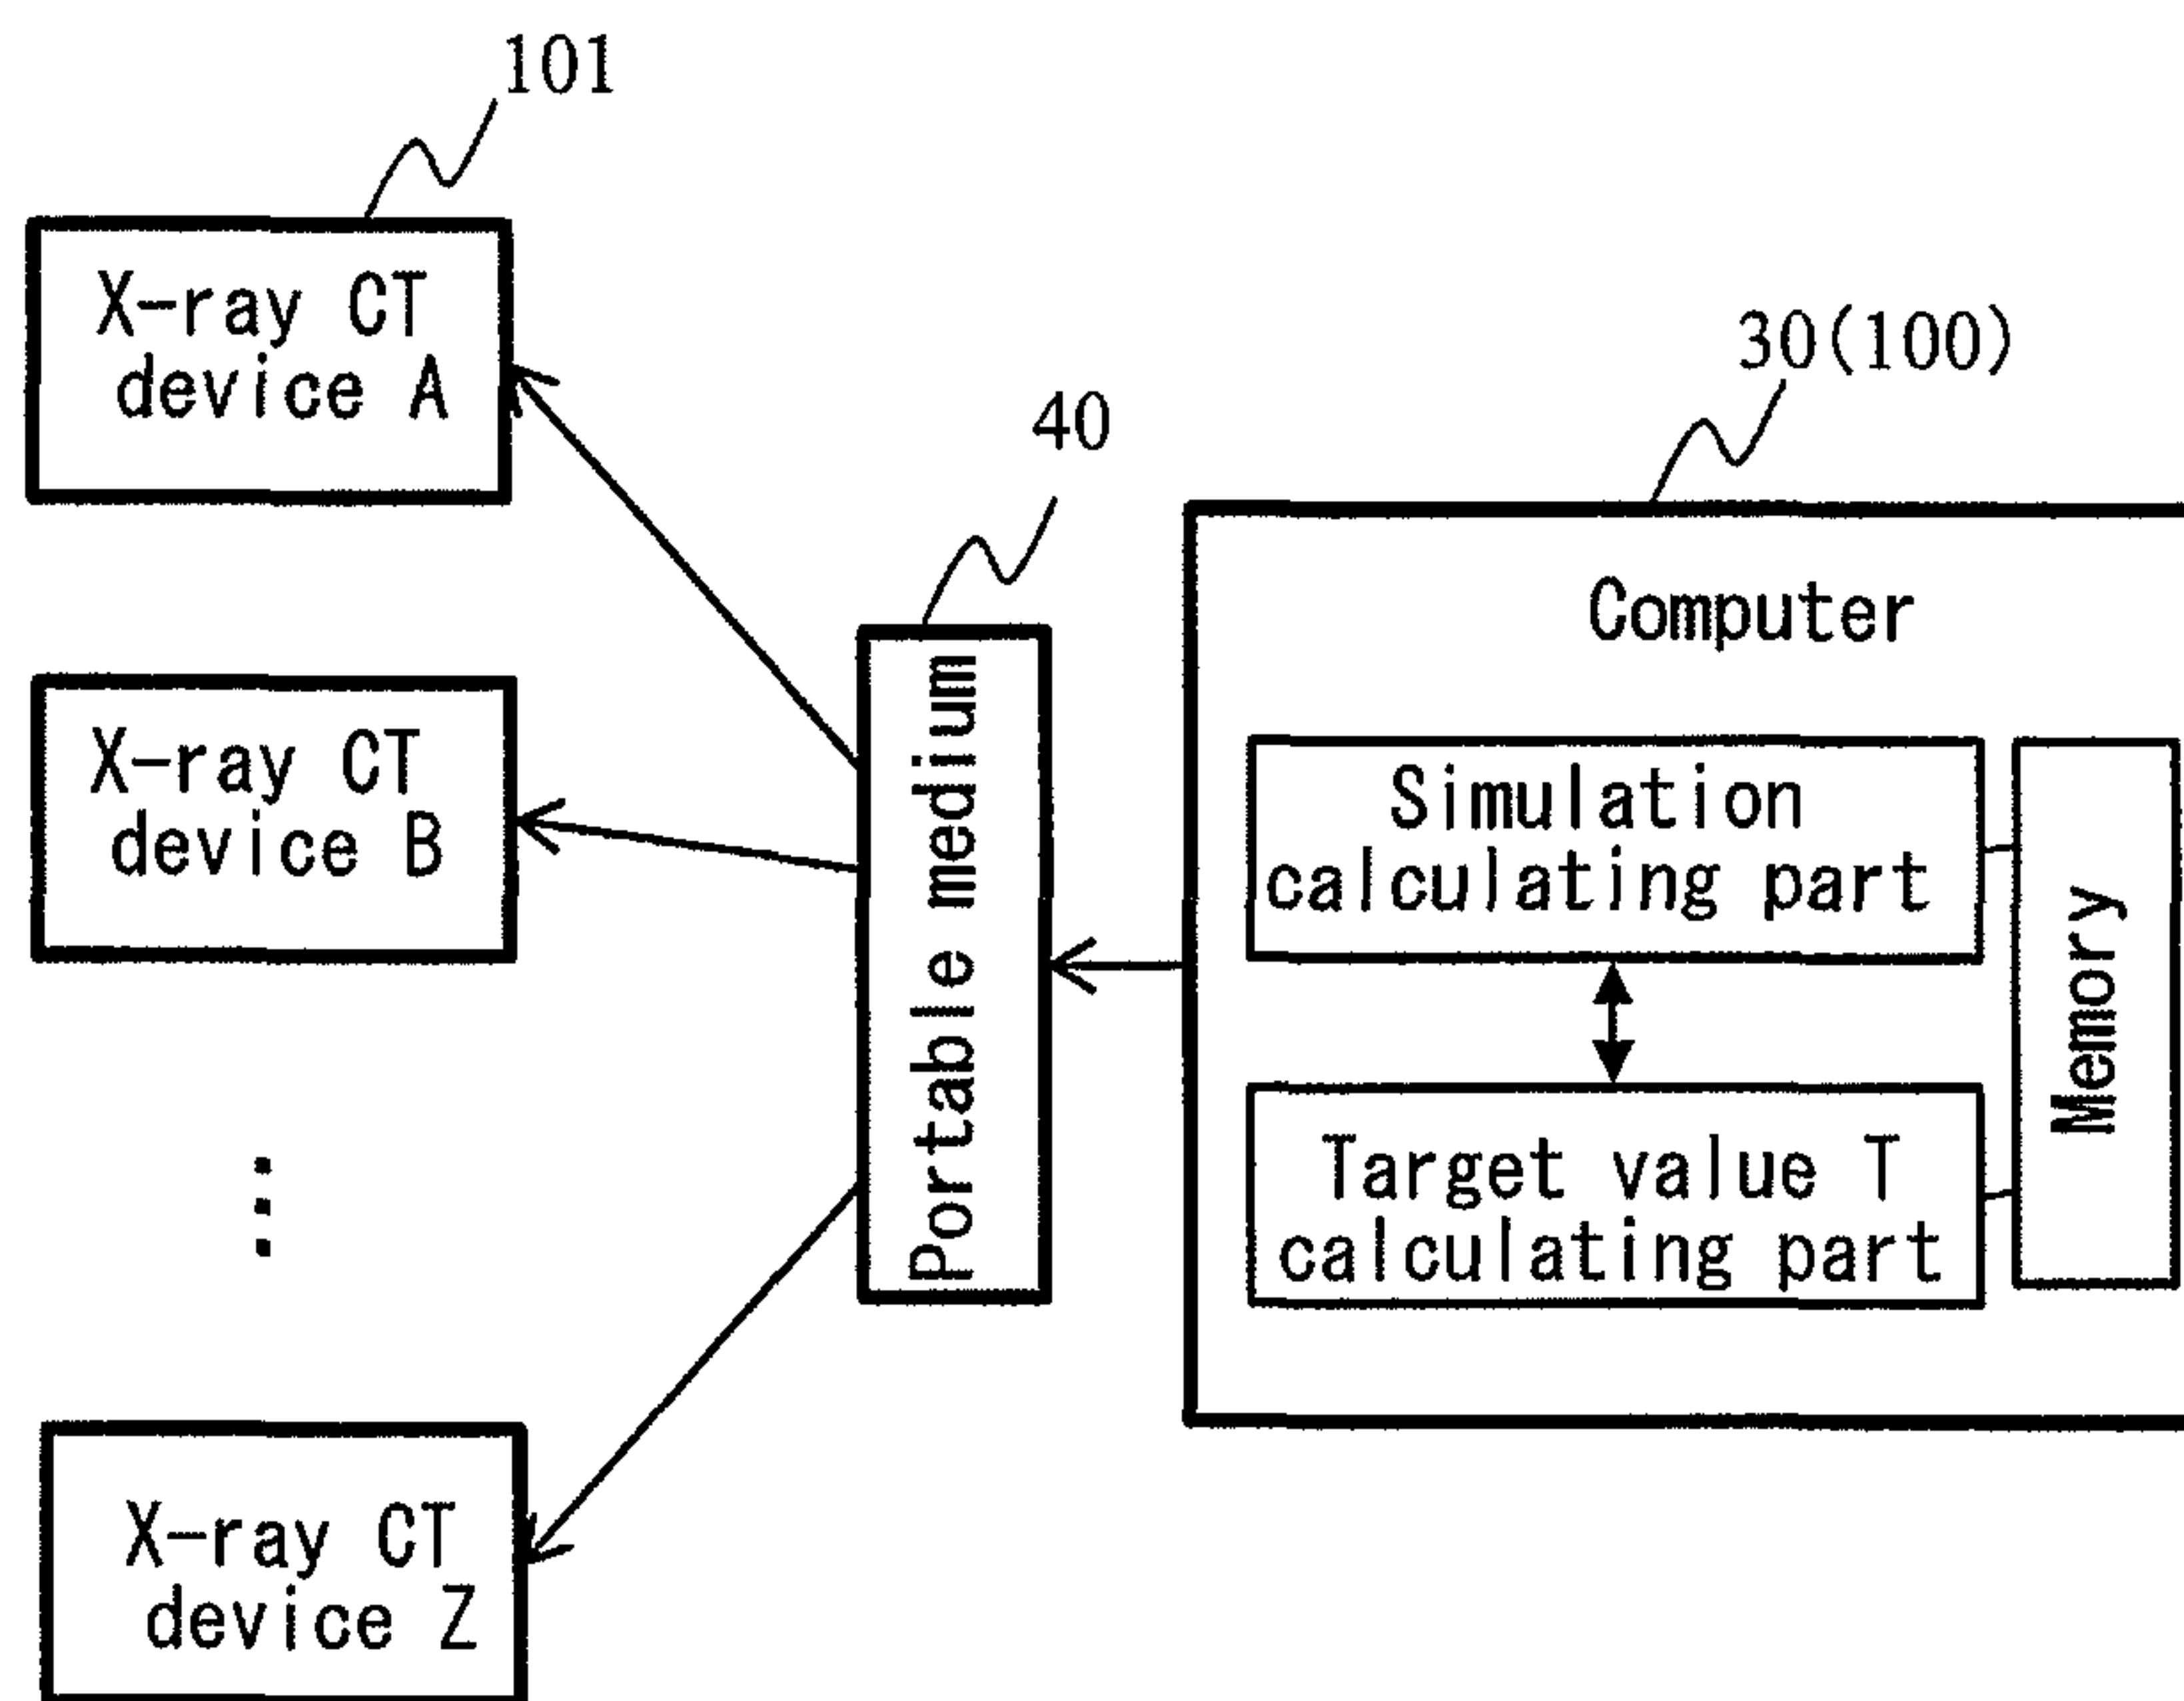 101
X-ray CT
device A
30(100)
40
Computer
X-ray CT
device B
Portable medium
Simulation
calculating part
Memory
Target value T
calculating part
X-ray CT
device Z